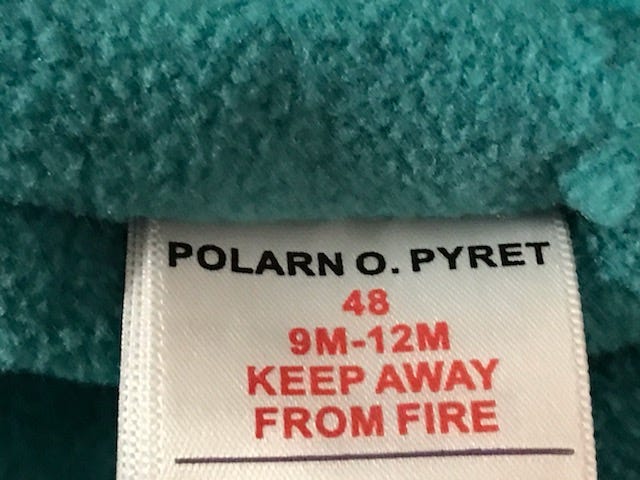 POLARN O. PYRET
48
9M-12M
KEEP AWAY
FROM FIRE